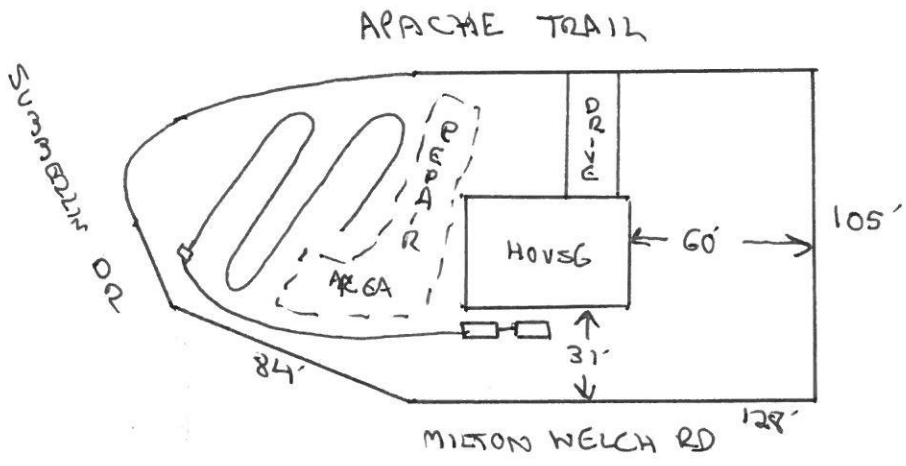 APACHE TRAIL
SUMMERLIN DR
DRIVE
REPAIR
AREA
HOUSE
60'
105'
31'
84'
128'
MILTON WELCH RD